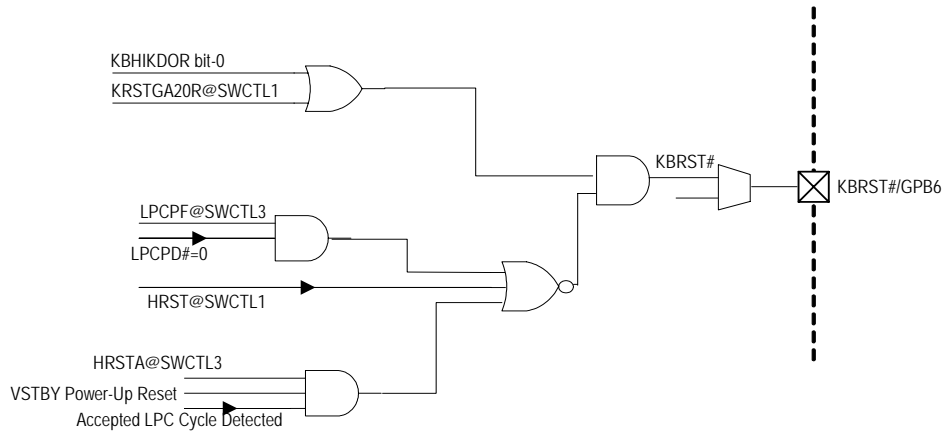 KBHIKDOR bit-0
KRSTGA20R@SWCTL1
KBRST#
KBRST#/GPB6
LPCPF@SWCTL3
LPCPD#=0
HRST@SWCTL1
HRSTA@SWCTL3
VSTBY Power-Up Reset
Accepted LPC Cycle Detected